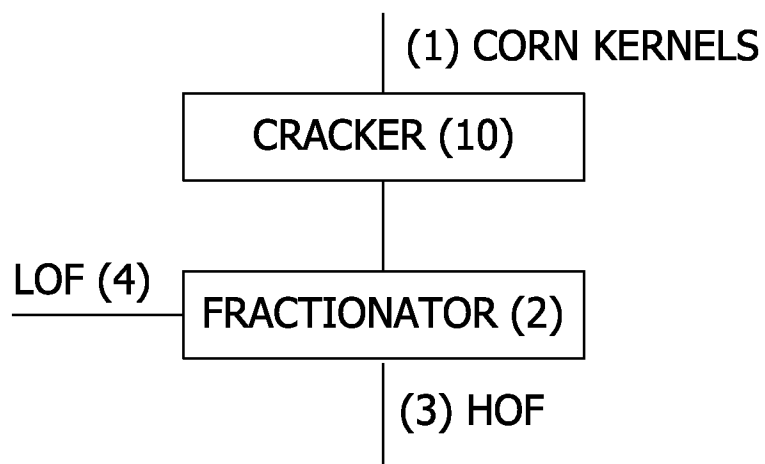 (1) CORN KERNELS
CRACKER (10)
LOF (4)
FRACTIONATOR (2)
(3) HOF